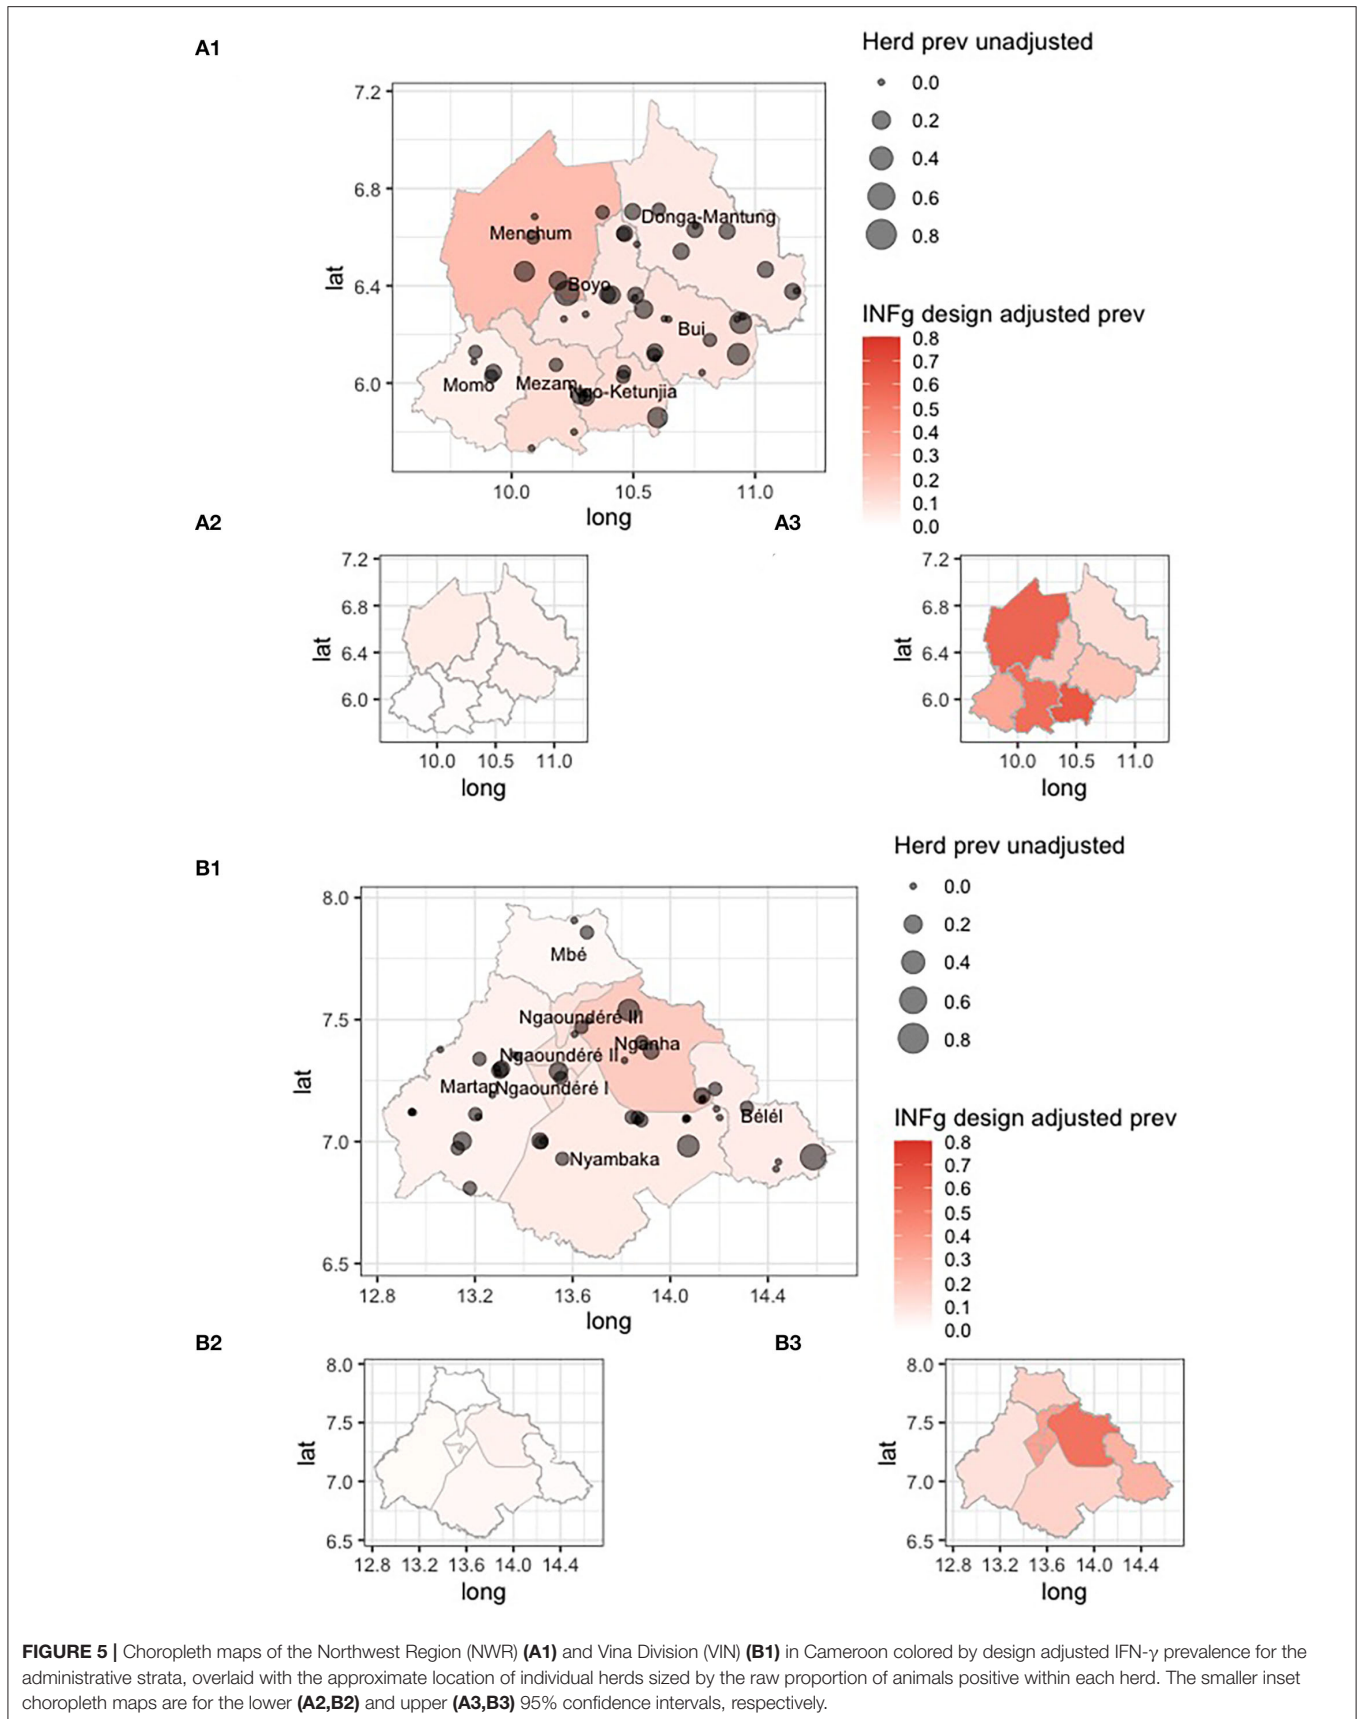 A1
Herd prev unadjusted
0.0
0.2
0.4
0.6
0.8
INFg design adjusted prev
0.8
0.7
0.6
0.5
0.4
0.3
0.2
0.1
0.0
7.2
6.8
6.4
6.0
lat
Menchum
Donga-Mantung
Boyo
Bui
Momo
Mezam
Ngo-Ketunjia
10.0 10.5 11.0
long
A2
7.2
6.8
6.4
6.0
lat
10.0 10.5 11.0
long
A3
7.2
6.8
6.4
6.0
lat
10.0 10.5 11.0
long
B1
Herd prev unadjusted
0.0
0.2
0.4
0.6
0.8
INFg design adjusted prev
0.8
0.7
0.6
0.5
0.4
0.3
0.2
0.1
0.0
8.0
7.5
7.0
6.5
lat
Mbé
Ngaoundéré III
Nganha
Ngaoundéré II
Martap
Ngaoundéré I
Bélél
Nyambaka
12.8 13.2 13.6 14.0 14.4
long
B2
8.0
7.5
7.0
6.5
lat
12.8 13.2 13.6 14.0 14.4
long
B3
8.0
7.5
7.0
6.5
lat
12.8 13.2 13.6 14.0 14.4
long
FIGURE 5 | Choropleth maps of the Northwest Region (NWR) (A1) and Vina Division (VIN) (B1) in Cameroon colored by design adjusted IFN-γ prevalence for the
administrative strata, overlaid with the approximate location of individual herds sized by the raw proportion of animals positive within each herd. The smaller inset
choropleth maps are for the lower (A2,B2) and upper (A3,B3) 95% confidence intervals, respectively.